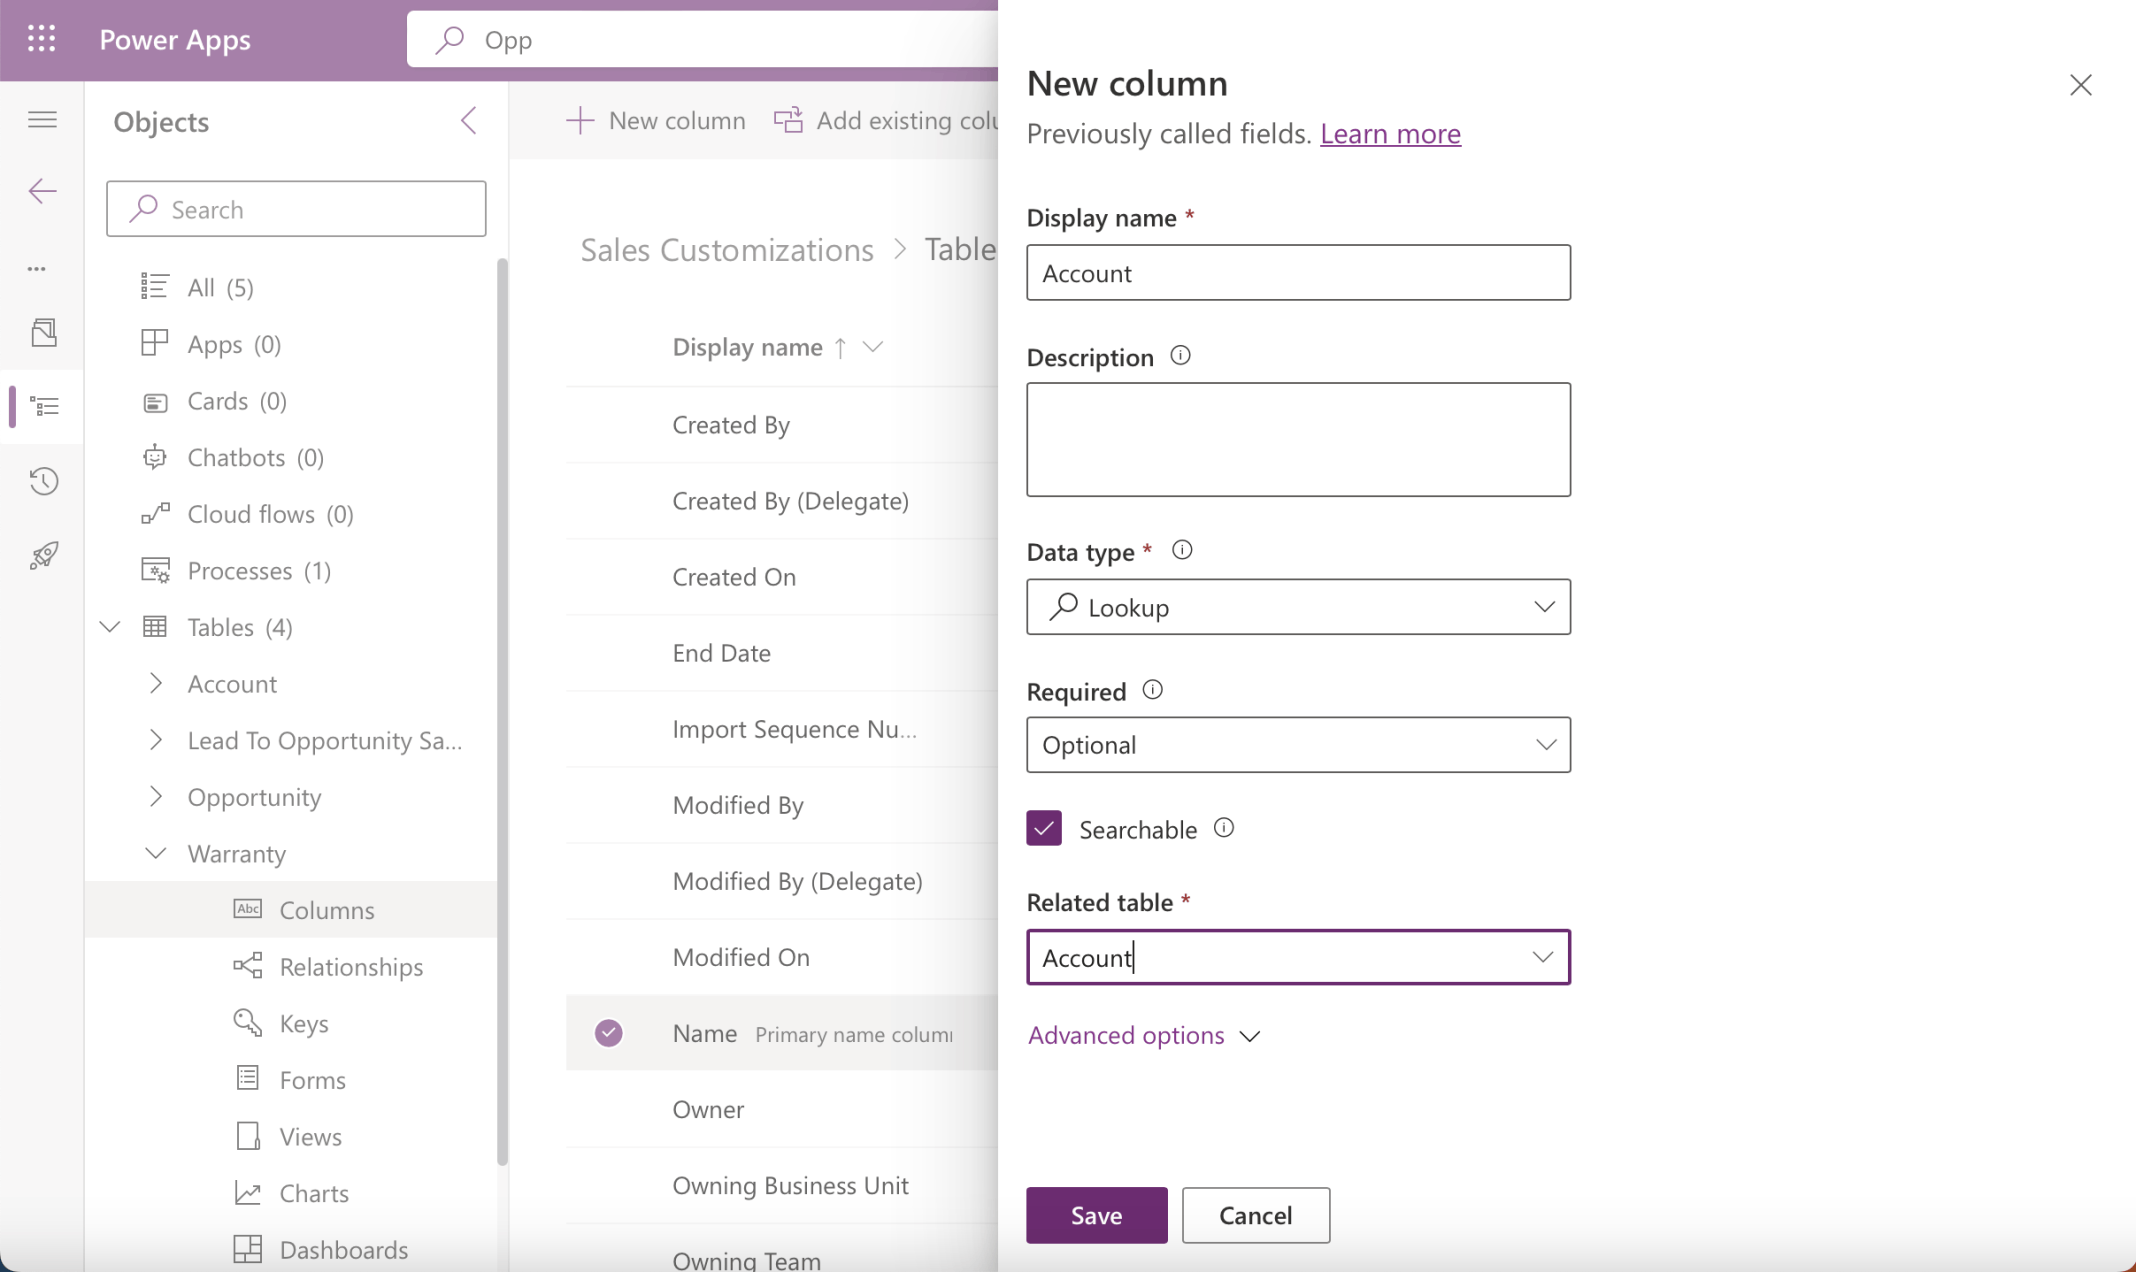 Power Apps
Opp
Objects
Search
All (5)
Apps (0)
Cards (0)
Chatbots (0)
Cloud flows (0)
Processes (1)
Tables (4)
Account
Lead To Opportunity Sa...
Opportunity
Warranty
Abc Columns
Relationships
Keys
Forms
Views
Charts
Dashboards
New column
Add existing colu
Sales Customizations > Table
Display name
Created By
Created By (Delegate)
Created On
End Date
Import Sequence Nu...
Modified By
Modified By (Delegate)
Modified On
Name Primary name colum
Owner
Owning Business Unit
Owning Team
New column
Previously called fields. Learn more
Display name *
Account
Description
Data type *
Lookup
Required
Optional
Searchable
Related table *
Account
Advanced options
Save
Cancel